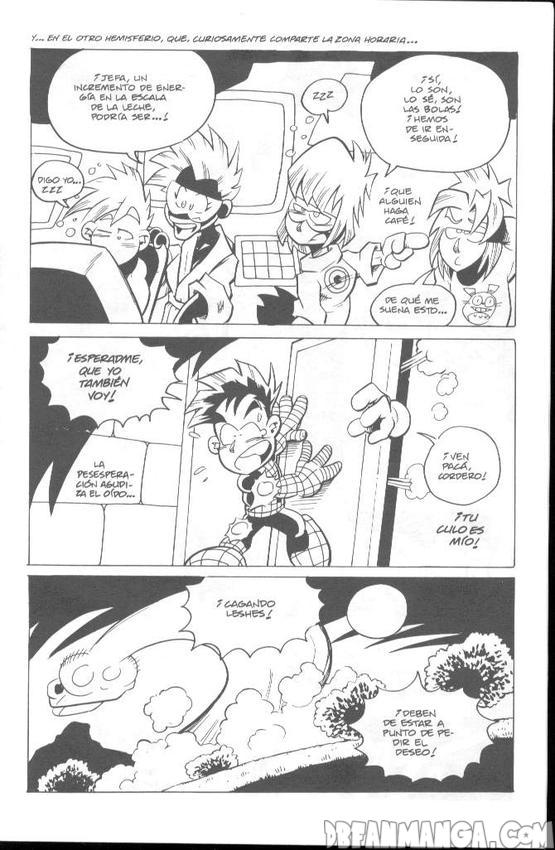 Y... EN EL OTRO HEMISFERIO, QUE, CURIOSAMENTE COMPARTE LA ZONA HORARIA...
¡JEFA, UN
INCREMENTO DE ENER-
GÍA EN LA ESCALA
DE LA LECHE,
PODRÍA SER...!
ZZZ
¡SÍ,
LO SON,
LO SÉ, SON
LAS BOLAS!
¡HEMOS
DE IR EN-
SEGUIDA!
DIGO YO...
ZZZ
¡QUE
ALGUIEN
HAGA
CAFÉ!
DE QUÉ ME
SUENA ESTO...
¡ESPERADME,
QUE YO
TAMBIÉN
VOY!
LA
DESESPERA-
CIÓN AGUDI-
ZA EL OÍDO...
¡VEN
PACÁ,
CORDERO!
¡TU
CULO ES
MÍO!
¡CAGANDO
LESHES!
¡DEBEN
DE ESTAR A
PUNTO DE PE-
DIR EL
DESEO!
DBFANMANGA.COM